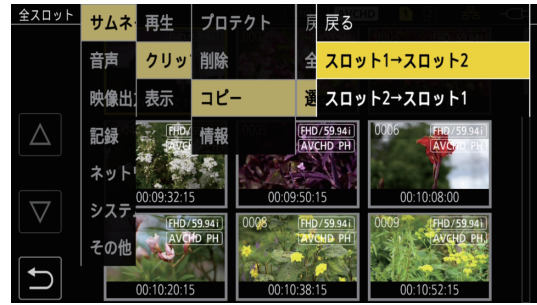 全スロット
サムネ
再生
プロテクト
戻
戻る
音声
クリッ
削除
全
スロット1→スロット2
映像出
表示
コピー
選
スロット2→スロット1
記録
情報
ネット
システ
その他
FHD/59.94i
AVCHD PH
00:09:32:15
FHD/59.94i
AVCHD PH
00:09:50:15
0006
FHD/59.94i
AVCHD PH
00:10:08:00
FHD/59.94i
AVCHD PH
00:10:20:15
0008
FHD/59.94i
AVCHD PH
00:10:38:15
0009
FHD/59.94i
AVCHD PH
00:10:52:15